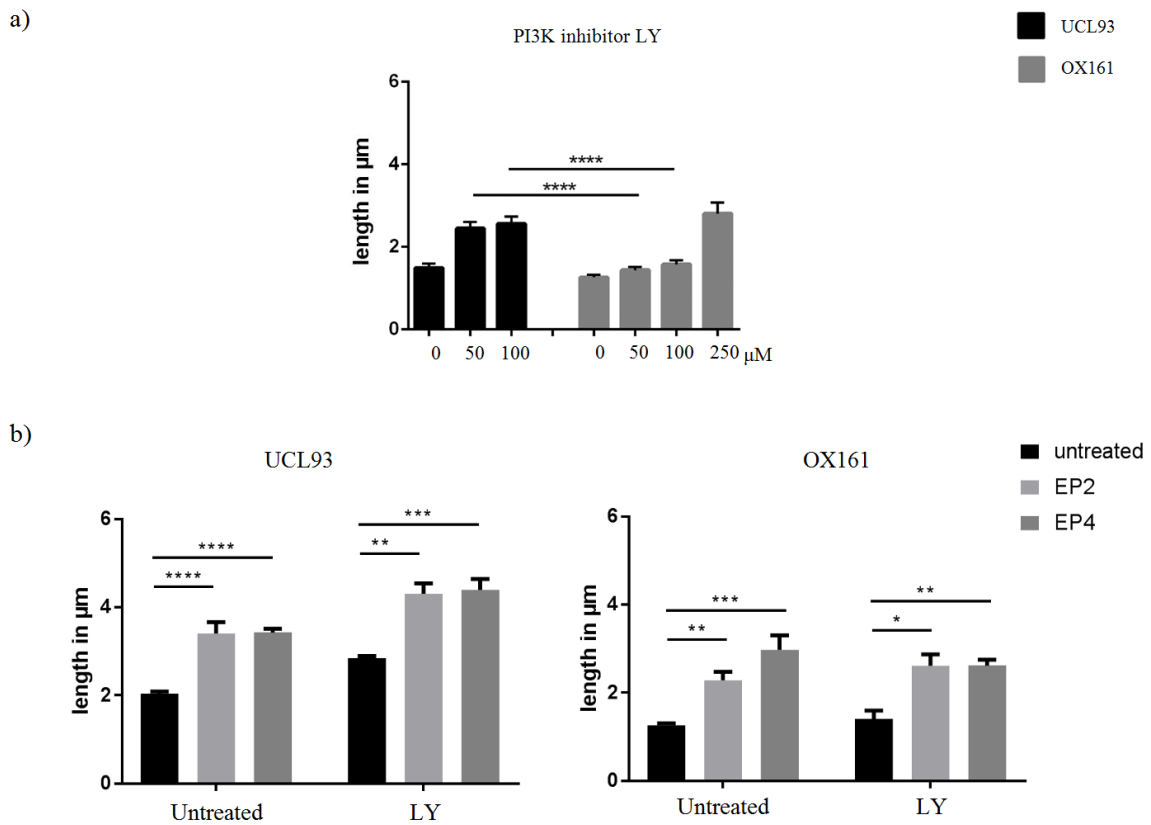 a)
PI3K inhibitor LY
UCL93
OX161
length in µm
6
4
2
0
****
****
0 50 100 0 50 100 250 µM
b)
UCL93
OX161
untreated
EP2
EP4
length in µm
6
4
2
0
****
****
***
**
Untreated LY
length in µm
6
4
2
0
***
**
**
*
Untreated LY